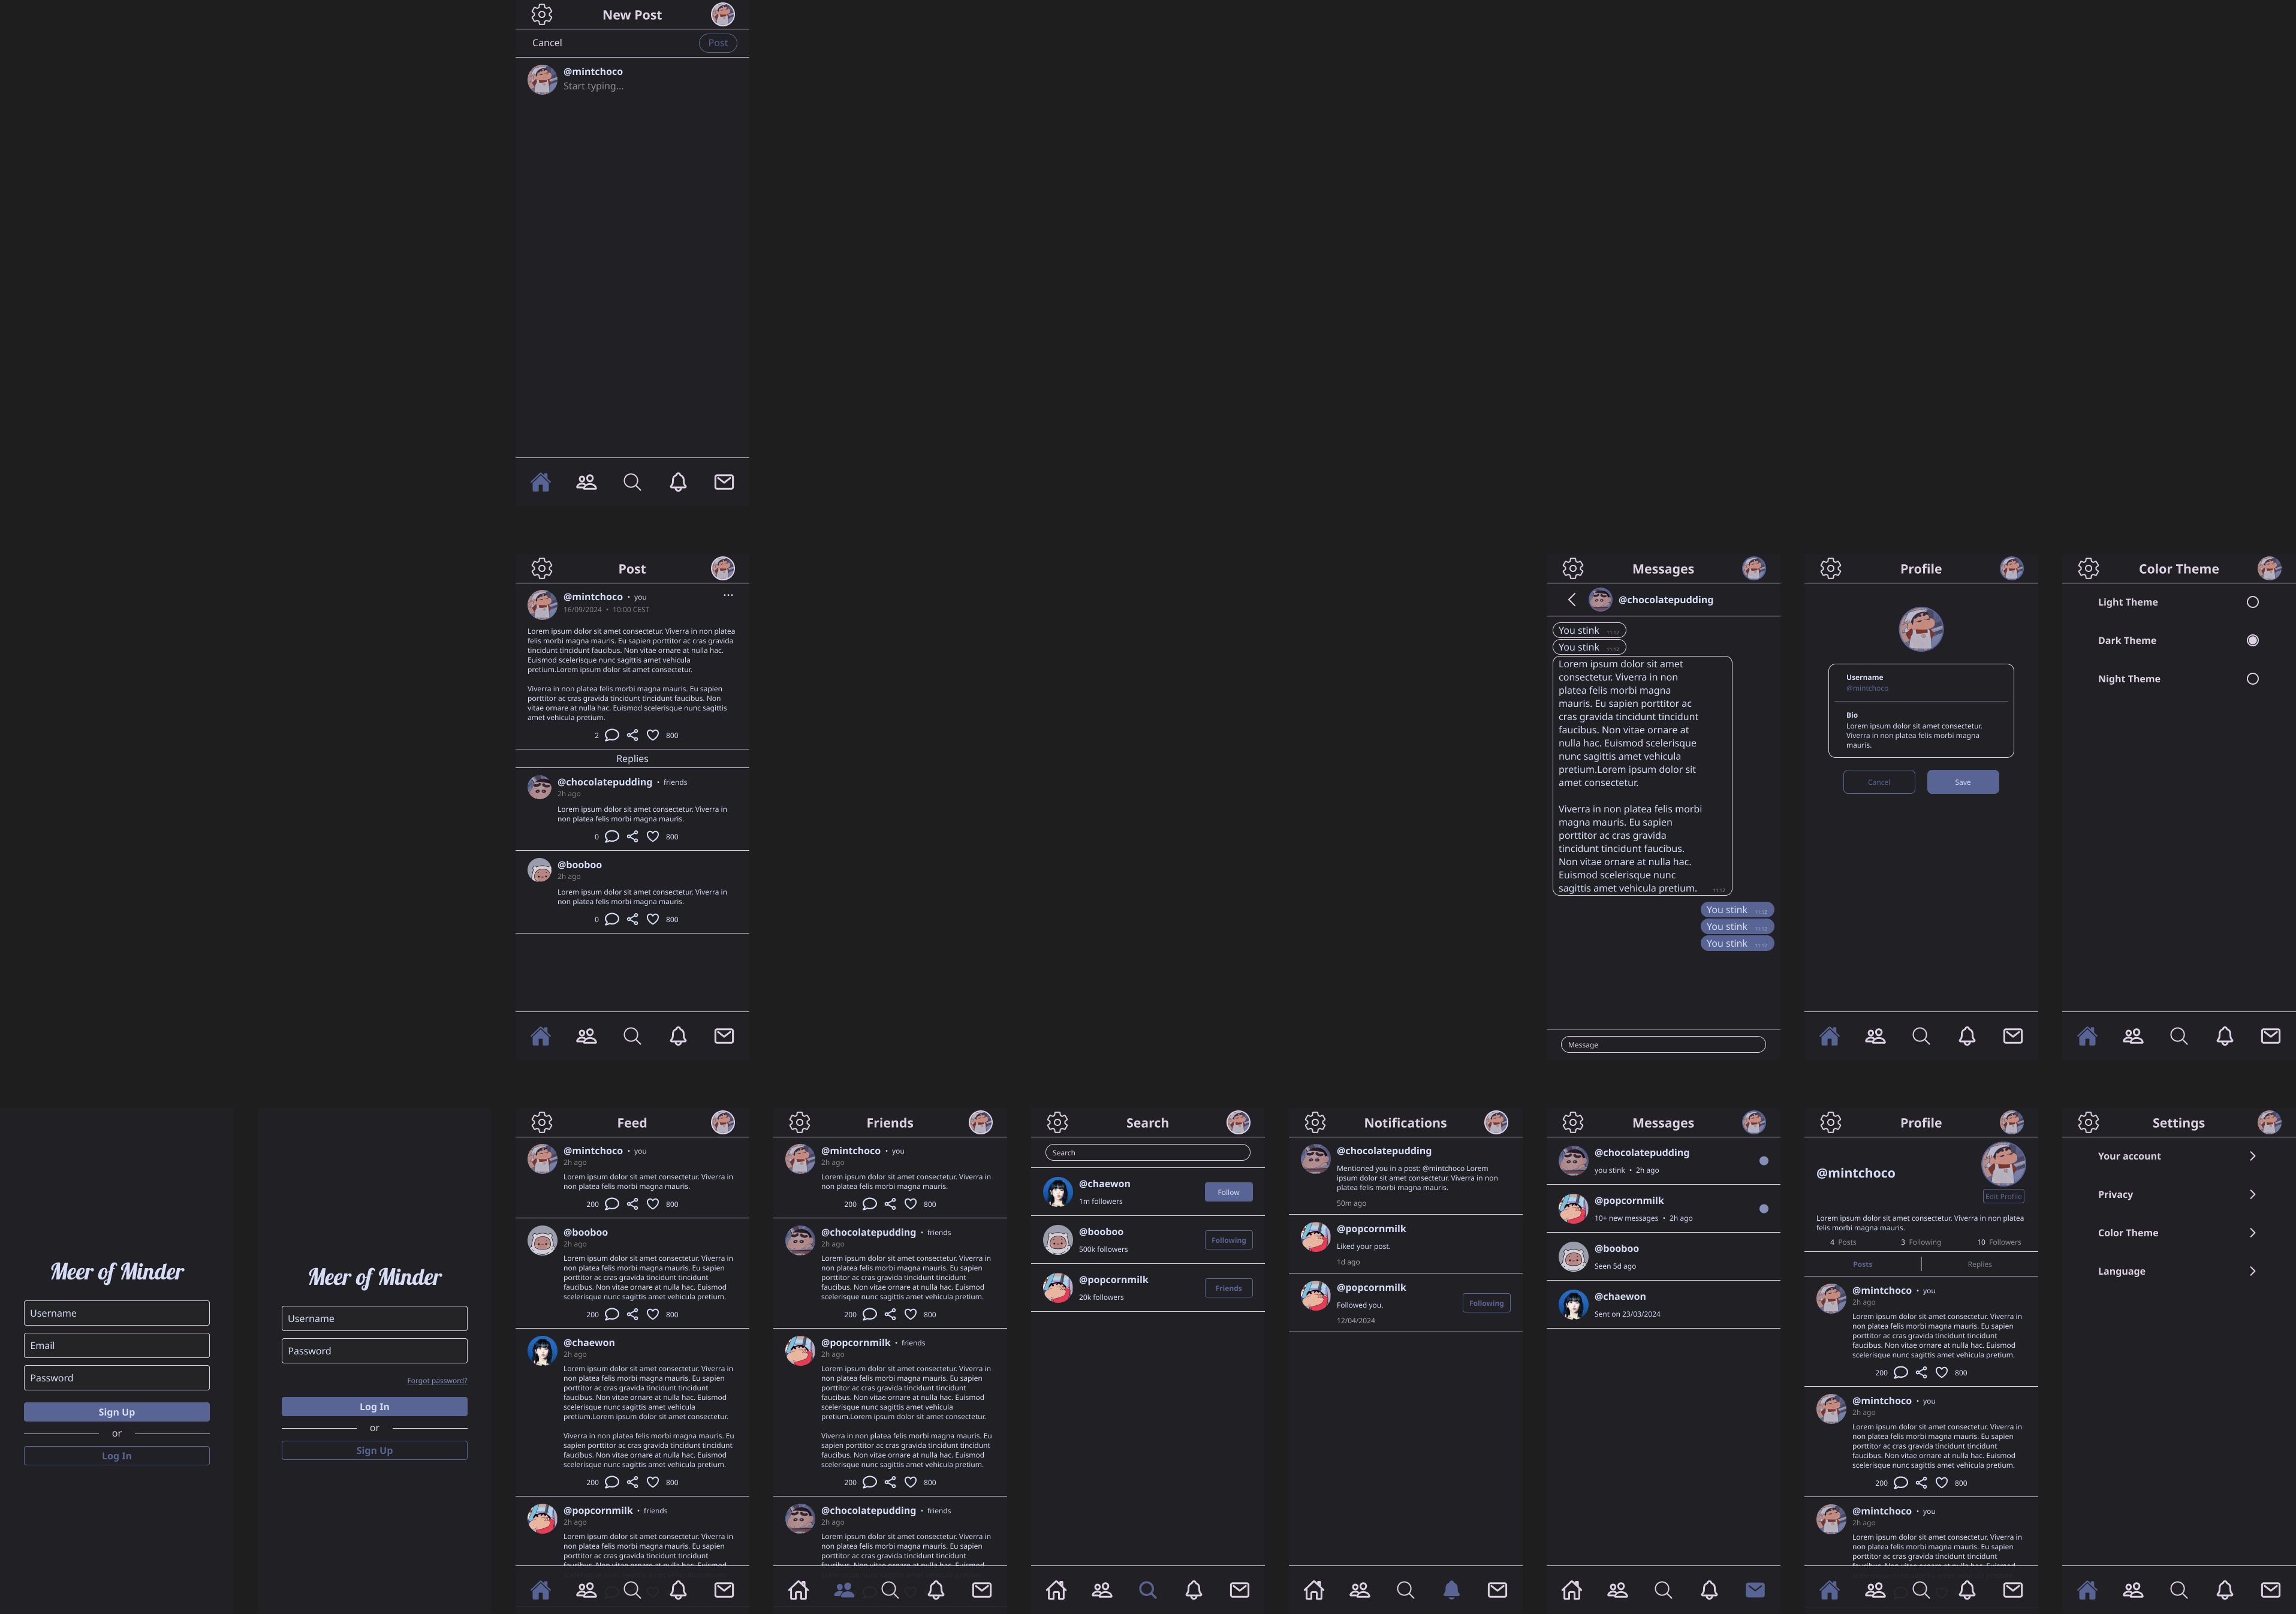 New Post
Cancel
Post
@mintchoco
Start typing...
Post
@mintchoco • you
16/09/2024 • 10:00 CEST
Lorem ipsum dolor sit amet consectetur. Viverra in non platea
felis morbi magna mauris. Eu sapien porttitor ac cras gravida
tincidunt tincidunt faucibus. Non vitae ornare at nulla hac.
Euismod scelerisque nunc sagittis amet vehicula
pretium.Lorem ipsum dolor sit amet consectetur.
Viverra in non platea felis morbi magna mauris. Eu sapien
porttitor ac cras gravida tincidunt tincidunt faucibus. Non
vitae ornare at nulla hac. Euismod scelerisque nunc sagittis
amet vehicula pretium.
2 800
Replies
@chocolatepudding • friends
2h ago
Lorem ipsum dolor sit amet consectetur. Viverra in
non platea felis morbi magna mauris.
0 800
@booboo
2h ago
Lorem ipsum dolor sit amet consectetur. Viverra in
non platea felis morbi magna mauris.
0 800
Messages
@chocolatepudding
You stink 11:12
You stink 11:12
Lorem ipsum dolor sit amet
consectetur. Viverra in non
platea felis morbi magna
mauris. Eu sapien porttitor ac
cras gravida tincidunt tincidunt
faucibus. Non vitae ornare at
nulla hac. Euismod scelerisque
nunc sagittis amet vehicula
pretium.Lorem ipsum dolor sit
amet consectetur.
Viverra in non platea felis morbi
magna mauris. Eu sapien
porttitor ac cras gravida
tincidunt tincidunt faucibus.
Non vitae ornare at nulla hac.
Euismod scelerisque nunc
sagittis amet vehicula pretium. 11:12
You stink 11:12
You stink 11:12
You stink 11:12
Message
Profile
Username
@mintchoco
Bio
Lorem ipsum dolor sit amet consectetur.
Viverra in non platea felis morbi magna
mauris.
Cancel
Save
Color Theme
Light Theme
Dark Theme
Night Theme
Meer of Minder
Username
Email
Password
Sign Up
or
Log In
Meer of Minder
Username
Password
Forgot password?
Log In
or
Sign Up
Feed
@mintchoco • you
2h ago
Lorem ipsum dolor sit amet consectetur. Viverra in
non platea felis morbi magna mauris.
200 800
@booboo
2h ago
Lorem ipsum dolor sit amet consectetur. Viverra in
non platea felis morbi magna mauris. Eu sapien
porttitor ac cras gravida tincidunt tincidunt
faucibus. Non vitae ornare at nulla hac. Euismod
scelerisque nunc sagittis amet vehicula pretium.
200 800
@chaewon
2h ago
Lorem ipsum dolor sit amet consectetur. Viverra in
non platea felis morbi magna mauris. Eu sapien
porttitor ac cras gravida tincidunt tincidunt
faucibus. Non vitae ornare at nulla hac. Euismod
scelerisque nunc sagittis amet vehicula
pretium.Lorem ipsum dolor sit amet consectetur.
Viverra in non platea felis morbi magna mauris. Eu
sapien porttitor ac cras gravida tincidunt tincidunt
faucibus. Non vitae ornare at nulla hac. Euismod
scelerisque nunc sagittis amet vehicula pretium.
200 800
@popcornmilk • friends
2h ago
Lorem ipsum dolor sit amet consectetur. Viverra in
non platea felis morbi magna mauris. Eu sapien
porttitor ac cras gravida tincidunt tincidunt
faucibus. Non vitae ornare at nulla hac. Euismod
Friends
@mintchoco • you
2h ago
Lorem ipsum dolor sit amet consectetur. Viverra in
non platea felis morbi magna mauris.
200 800
@chocolatepudding • friends
2h ago
Lorem ipsum dolor sit amet consectetur. Viverra in
non platea felis morbi magna mauris. Eu sapien
porttitor ac cras gravida tincidunt tincidunt
faucibus. Non vitae ornare at nulla hac. Euismod
scelerisque nunc sagittis amet vehicula pretium.
200 800
@popcornmilk • friends
2h ago
Lorem ipsum dolor sit amet consectetur. Viverra in
non platea felis morbi magna mauris. Eu sapien
porttitor ac cras gravida tincidunt tincidunt
faucibus. Non vitae ornare at nulla hac. Euismod
scelerisque nunc sagittis amet vehicula
pretium.Lorem ipsum dolor sit amet consectetur.
Viverra in non platea felis morbi magna mauris. Eu
sapien porttitor ac cras gravida tincidunt tincidunt
faucibus. Non vitae ornare at nulla hac. Euismod
scelerisque nunc sagittis amet vehicula pretium.
200 800
@chocolatepudding • friends
2h ago
Lorem ipsum dolor sit amet consectetur. Viverra in
non platea felis morbi magna mauris. Eu sapien
porttitor ac cras gravida tincidunt tincidunt
faucibus. Non vitae ornare at nulla hac. Euismod
Search
Search
@chaewon
1m followers
Follow
@booboo
500k followers
Following
@popcornmilk
20k followers
Friends
Notifications
@chocolatepudding
Mentioned you in a post: @mintchoco Lorem
ipsum dolor sit amet consectetur. Viverra in non
platea felis morbi magna mauris.
50m ago
@popcornmilk
Liked your post.
1d ago
@popcornmilk
Followed you.
12/04/2024
Following
Messages
@chocolatepudding
you stink • 2h ago
@popcornmilk
10+ new messages • 2h ago
@booboo
Seen 5d ago
@chaewon
Sent on 23/03/2024
Profile
@mintchoco
Edit Profile
Lorem ipsum dolor sit amet consectetur. Viverra in non platea
felis morbi magna mauris.
4 Posts 3 Following 10 Followers
Posts Replies
@mintchoco • you
2h ago
Lorem ipsum dolor sit amet consectetur. Viverra in
non platea felis morbi magna mauris. Eu sapien
porttitor ac cras gravida tincidunt tincidunt
faucibus. Non vitae ornare at nulla hac. Euismod
scelerisque nunc sagittis amet vehicula pretium.
200 800
@mintchoco • you
2h ago
Lorem ipsum dolor sit amet consectetur. Viverra in
non platea felis morbi magna mauris. Eu sapien
porttitor ac cras gravida tincidunt tincidunt
faucibus. Non vitae ornare at nulla hac. Euismod
scelerisque nunc sagittis amet vehicula pretium.
200 800
@mintchoco • you
2h ago
Lorem ipsum dolor sit amet consectetur. Viverra in
non platea felis morbi magna mauris. Eu sapien
porttitor ac cras gravida tincidunt tincidunt
faucibus. Non vitae ornare at nulla hac. Euismod
Settings
Your account
Privacy
Color Theme
Language